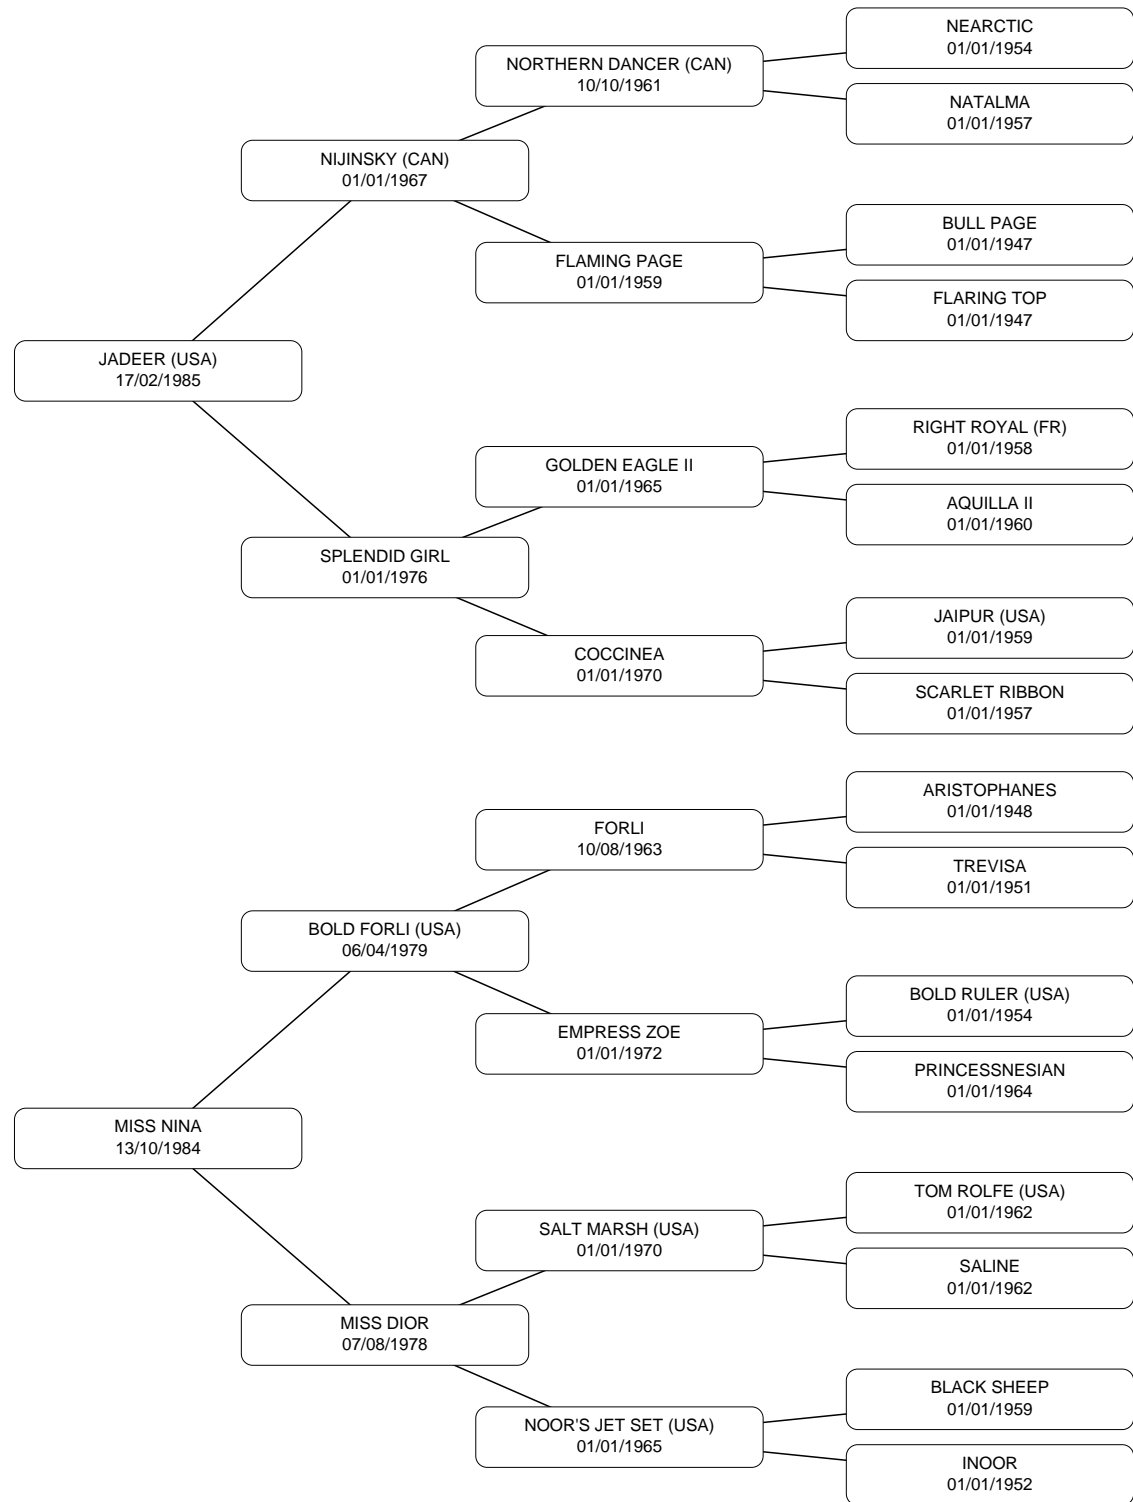 NEARCTIC
01/01/1954
NORTHERN DANCER (CAN)
10/10/1961
NATALMA
01/01/1957
NIJINSKY (CAN)
01/01/1967
BULL PAGE
01/01/1947
FLAMING PAGE
01/01/1959
FLARING TOP
01/01/1947
JADEER (USA)
17/02/1985
RIGHT ROYAL (FR)
01/01/1958
GOLDEN EAGLE II
01/01/1965
AQUILLA II
01/01/1960
SPLENDID GIRL
01/01/1976
JAIPUR (USA)
01/01/1959
COCCINEA
01/01/1970
SCARLET RIBBON
01/01/1957
ARISTOPHANES
01/01/1948
FORLI
10/08/1963
TREVISA
01/01/1951
BOLD FORLI (USA)
06/04/1979
BOLD RULER (USA)
01/01/1954
EMPRESS ZOE
01/01/1972
PRINCESSNESIAN
01/01/1964
MISS NINA
13/10/1984
TOM ROLFE (USA)
01/01/1962
SALT MARSH (USA)
01/01/1970
SALINE
01/01/1962
MISS DIOR
07/08/1978
BLACK SHEEP
01/01/1959
NOOR'S JET SET (USA)
01/01/1965
INOOR
01/01/1952